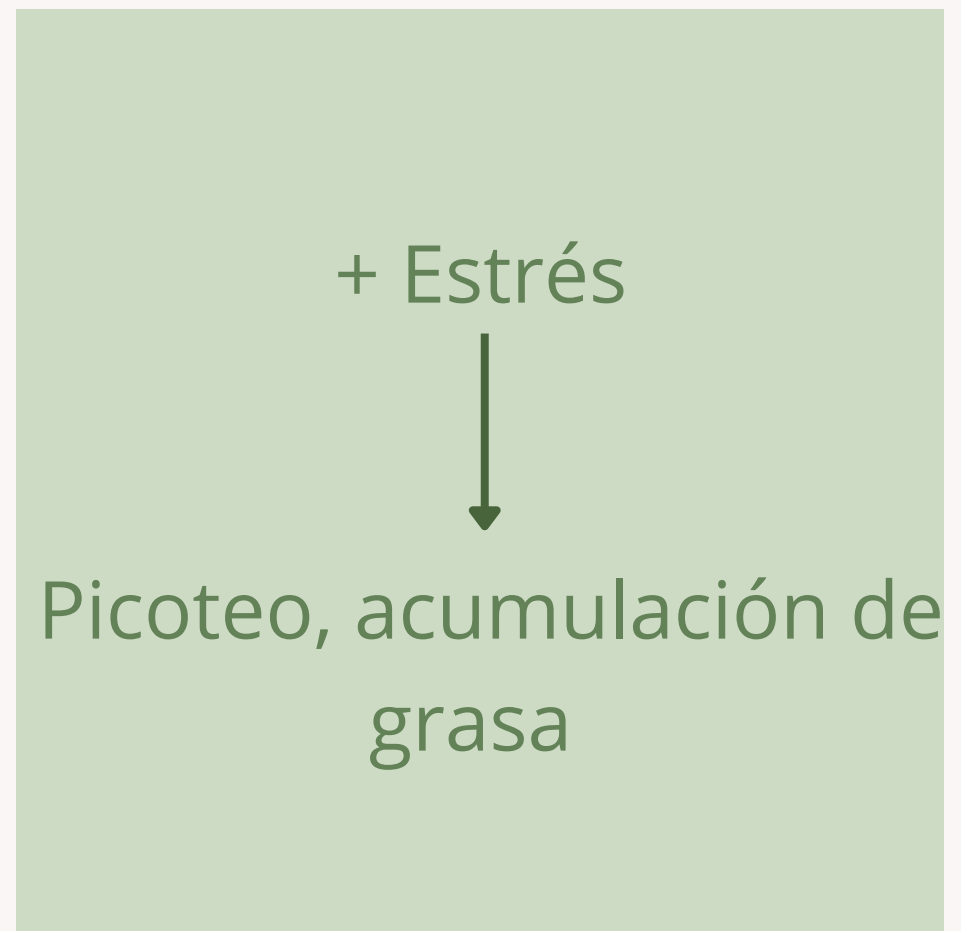 + Estrés
Picoteo, acumulación de
grasa